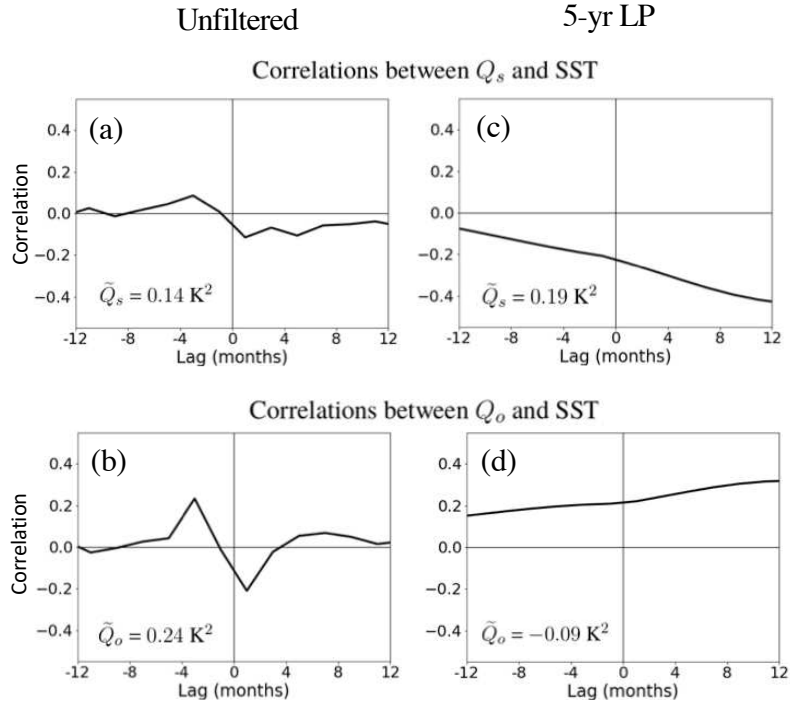 Unfiltered 5-yr LP
Correlations between Q_s and SST
(a)
0.4
0.2
0.0
−0.2
−0.4
Correlation
Q̃_s = 0.14 K²
-12 -8 -4 0 4 8 12
Lag (months)
(c)
0.4
0.2
0.0
−0.2
−0.4
Q̃_s = 0.19 K²
-12 -8 -4 0 4 8 12
Lag (months)
Correlations between Q_o and SST
(b)
0.4
0.2
0.0
−0.2
−0.4
Correlation
Q̃_o = 0.24 K²
-12 -8 -4 0 4 8 12
Lag (months)
(d)
0.4
0.2
0.0
−0.2
−0.4
Q̃_o = −0.09 K²
-12 -8 -4 0 4 8 12
Lag (months)